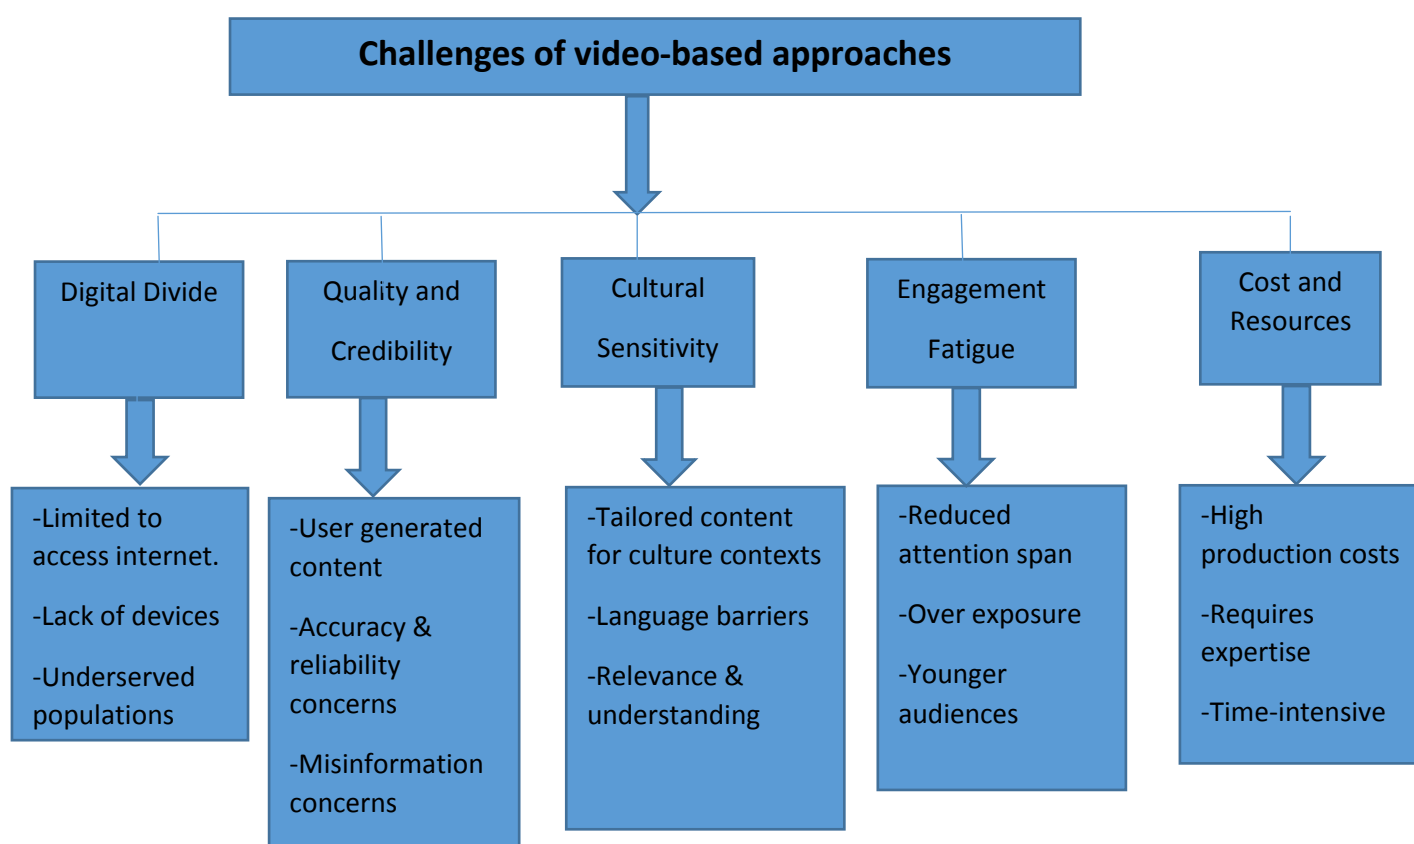 Challenges of video-based approaches
Digital Divide
Quality and
Credibility
Cultural
Sensitivity
Engagement
Fatigue
Cost and
Resources
-Limited to
access internet.
-Lack of devices
-Underserved
populations
-User generated
content
-Accuracy &
reliability
concerns
-Misinformation
concerns
-Tailored content
for culture contexts
-Language barriers
-Relevance &
understanding
-Reduced
attention span
-Over exposure
-Younger
audiences
-High
production costs
-Requires
expertise
-Time-intensive